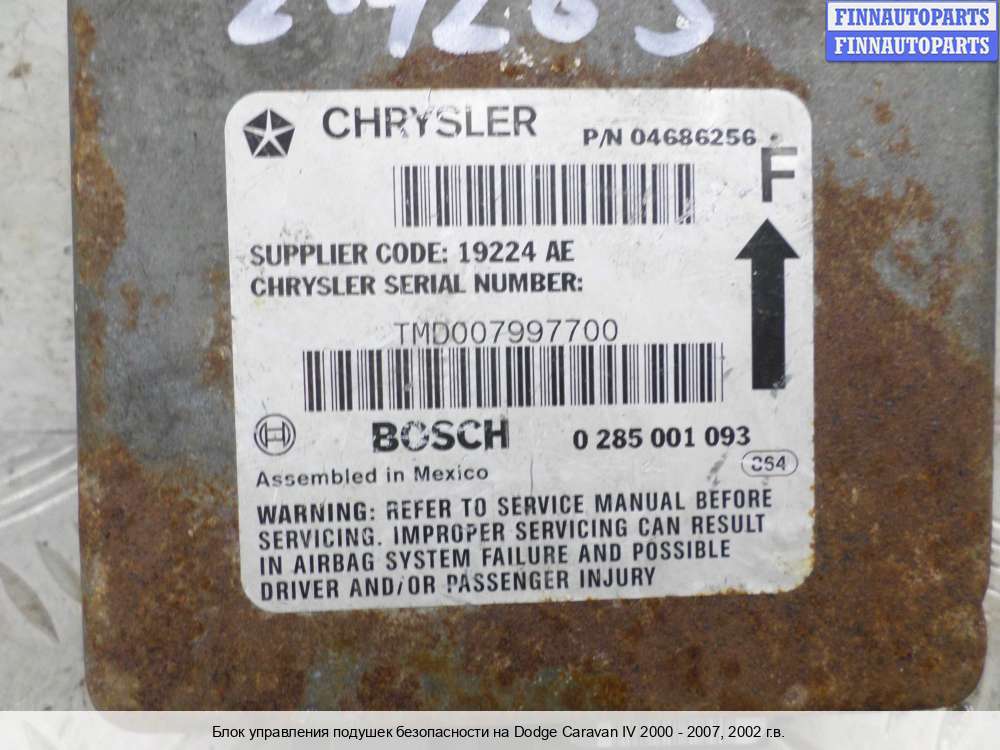 FINNAUTOPARTS
FINNAUTOPARTS
CHRYSLER
P/N 04686256
F
SUPPLIER CODE: 19224 AE
CHRYSLER SERIAL NUMBER:
TMD007997700
BOSCH 0 285 001 093
Assembled in Mexico
WARNING: REFER TO SERVICE MANUAL BEFORE
SERVICING. IMPROPER SERVICING CAN RESULT
IN AIRBAG SYSTEM FAILURE AND POSSIBLE
DRIVER AND/OR PASSENGER INJURY
Блок управления подушек безопасности на Dodge Caravan IV 2000 - 2007, 2002 г.в.